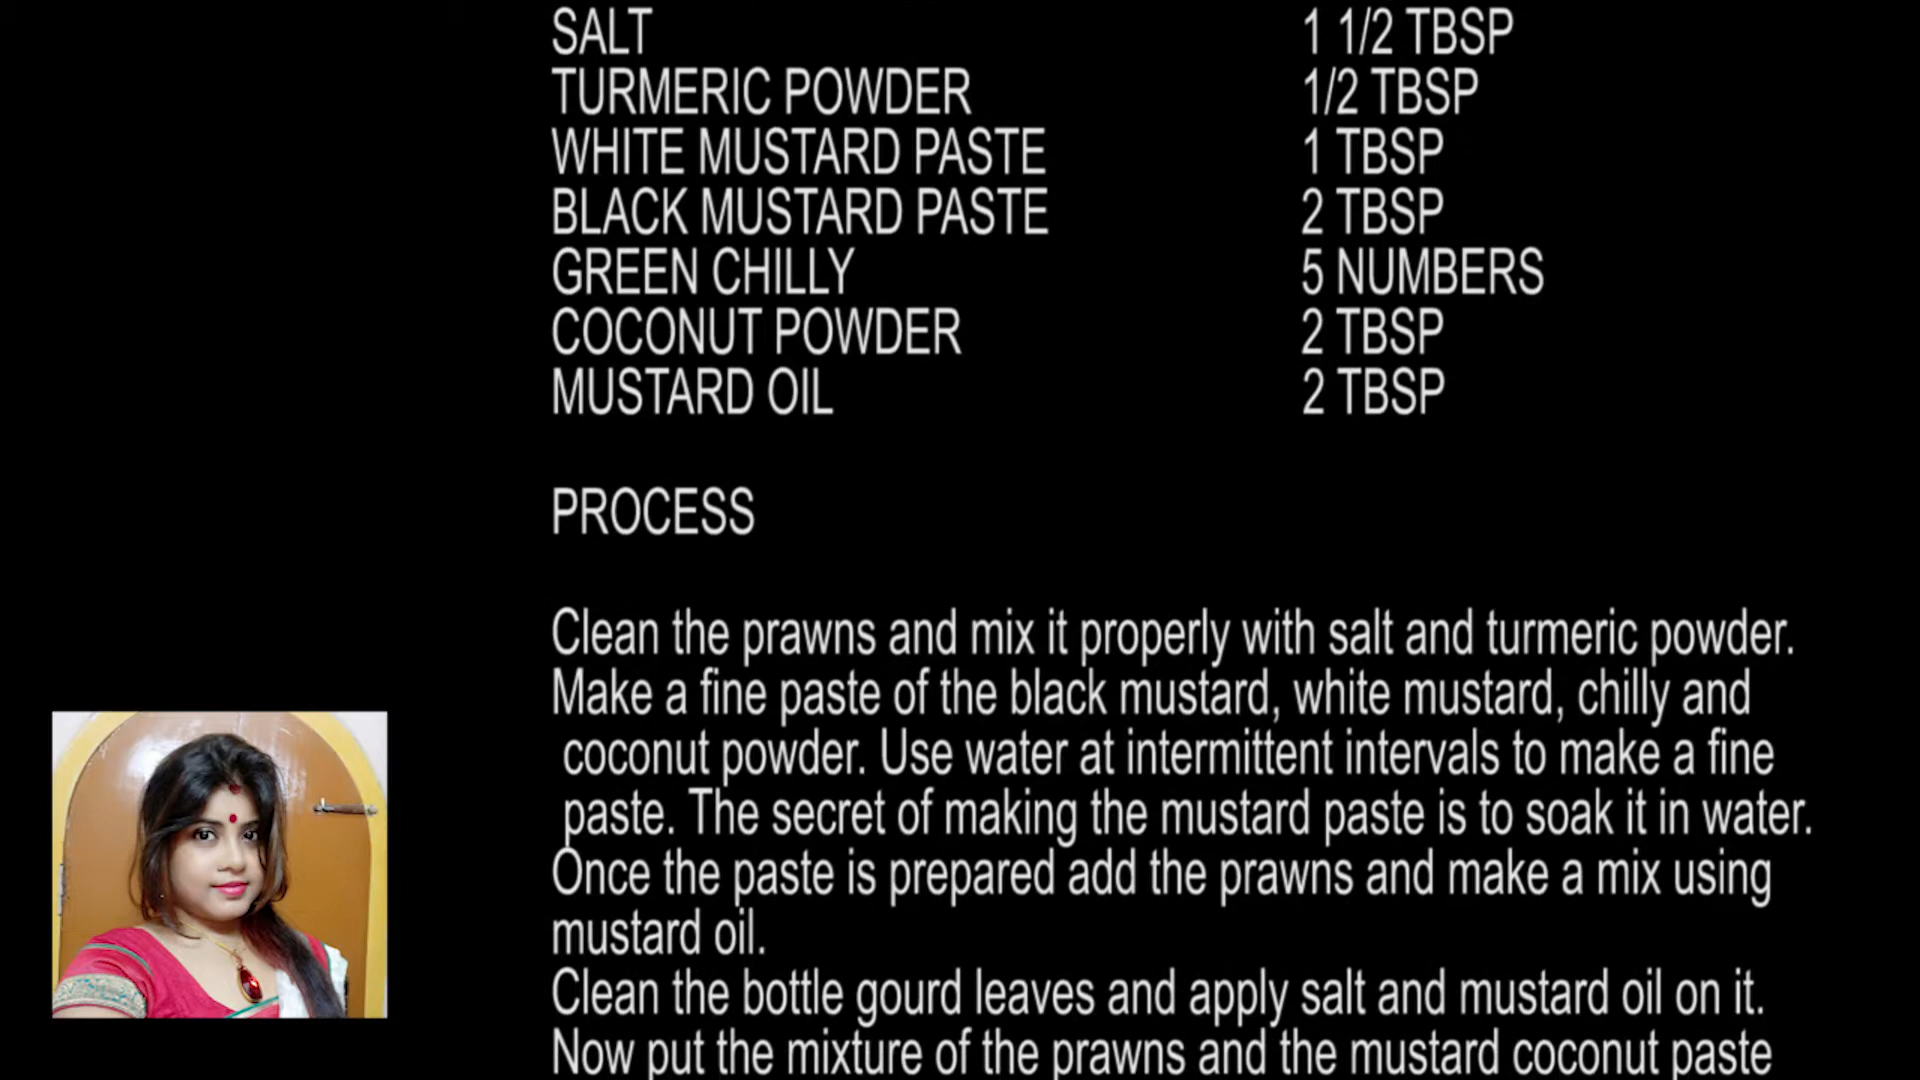 SALT 1 1/2 TBSP
TURMERIC POWDER 1/2 TBSP
WHITE MUSTARD PASTE 1 TBSP
BLACK MUSTARD PASTE 2 TBSP
GREEN CHILLY 5 NUMBERS
COCONUT POWDER 2 TBSP
MUSTARD OIL 2 TBSP
PROCESS
Clean the prawns and mix it properly with salt and turmeric powder.
Make a fine paste of the black mustard, white mustard, chilly and
coconut powder. Use water at intermittent intervals to make a fine
paste. The secret of making the mustard paste is to soak it in water.
Once the paste is prepared add the prawns and make a mix using
mustard oil.
Clean the bottle gourd leaves and apply salt and mustard oil on it.
Now put the mixture of the prawns and the mustard coconut paste